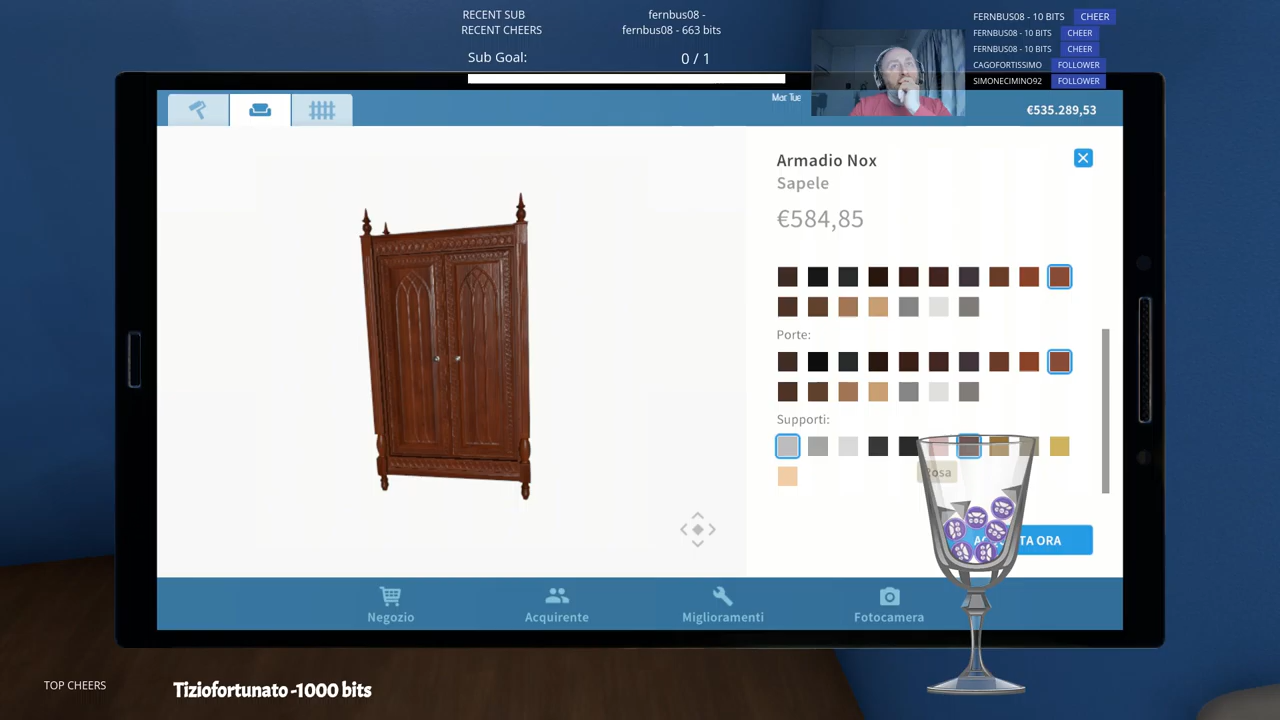 RECENT SUB
fernbus08 -
RECENT CHEERS
fernbus08 - 663 bits
Sub Goal:
0 / 1
FERNBUS08 - 10 BITS CHEER
FERNBUS08 - 10 BITS CHEER
FERNBUS08 - 10 BITS CHEER
CAGOFORTISSIMO FOLLOWER
SIMONECIMINO92 FOLLOWER
Mar Tue
€535.289,53
Armadio Nox
Sapele
€584,85
Porte:
Supporti:
Rosa
TA ORA
Negozio
Acquirente
Miglioramenti
Fotocamera
TOP CHEERS
Tiziofortunato -1000 bits